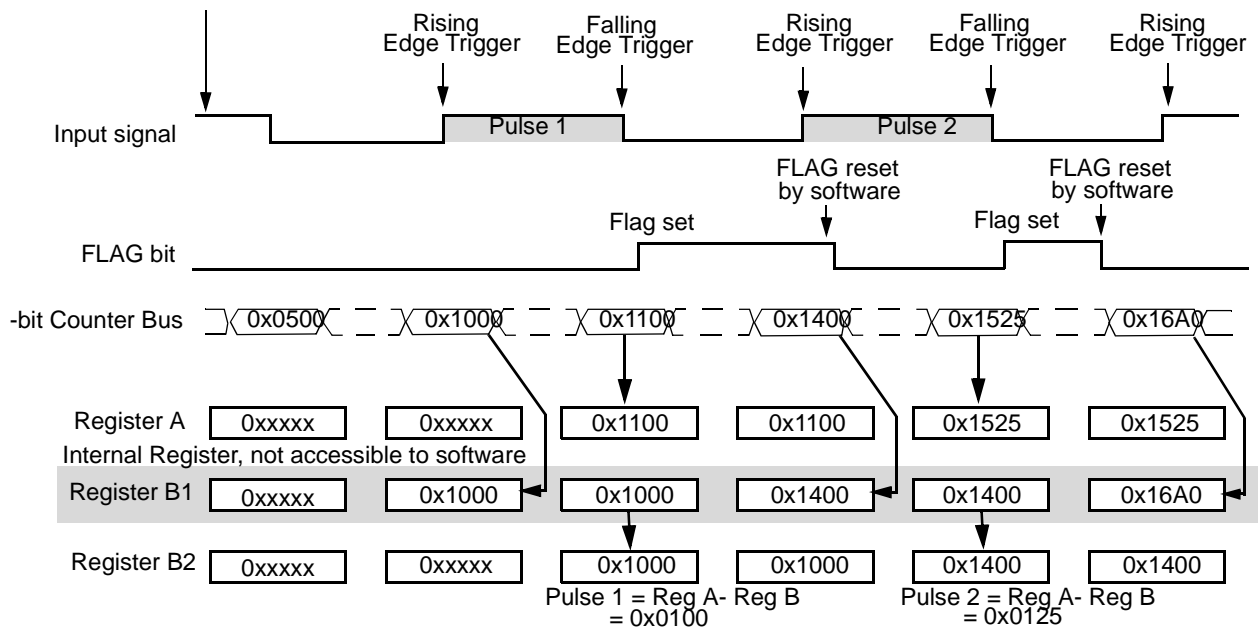 Rising
Edge Trigger
Falling
Edge Trigger
Rising
Edge Trigger
Falling
Edge Trigger
Rising
Edge Trigger
Input signal
Pulse 1
Pulse 2
FLAG reset
by software
FLAG reset
by software
Flag set
Flag set
FLAG bit
-bit Counter Bus
0x0500
0x1000
0x1100
0x1400
0x1525
0x16A0
Register A
0xxxxx
0xxxxx
0x1100
0x1100
0x1525
0x1525
Internal Register, not accessible to software
Register B1
0xxxxx
0x1000
0x1000
0x1400
0x1400
0x16A0
Register B2
0xxxxx
0xxxxx
0x1000
0x1000
0x1400
0x1400
Pulse 1 = Reg A- Reg B
= 0x0100
Pulse 2 = Reg A- Reg B
= 0x0125